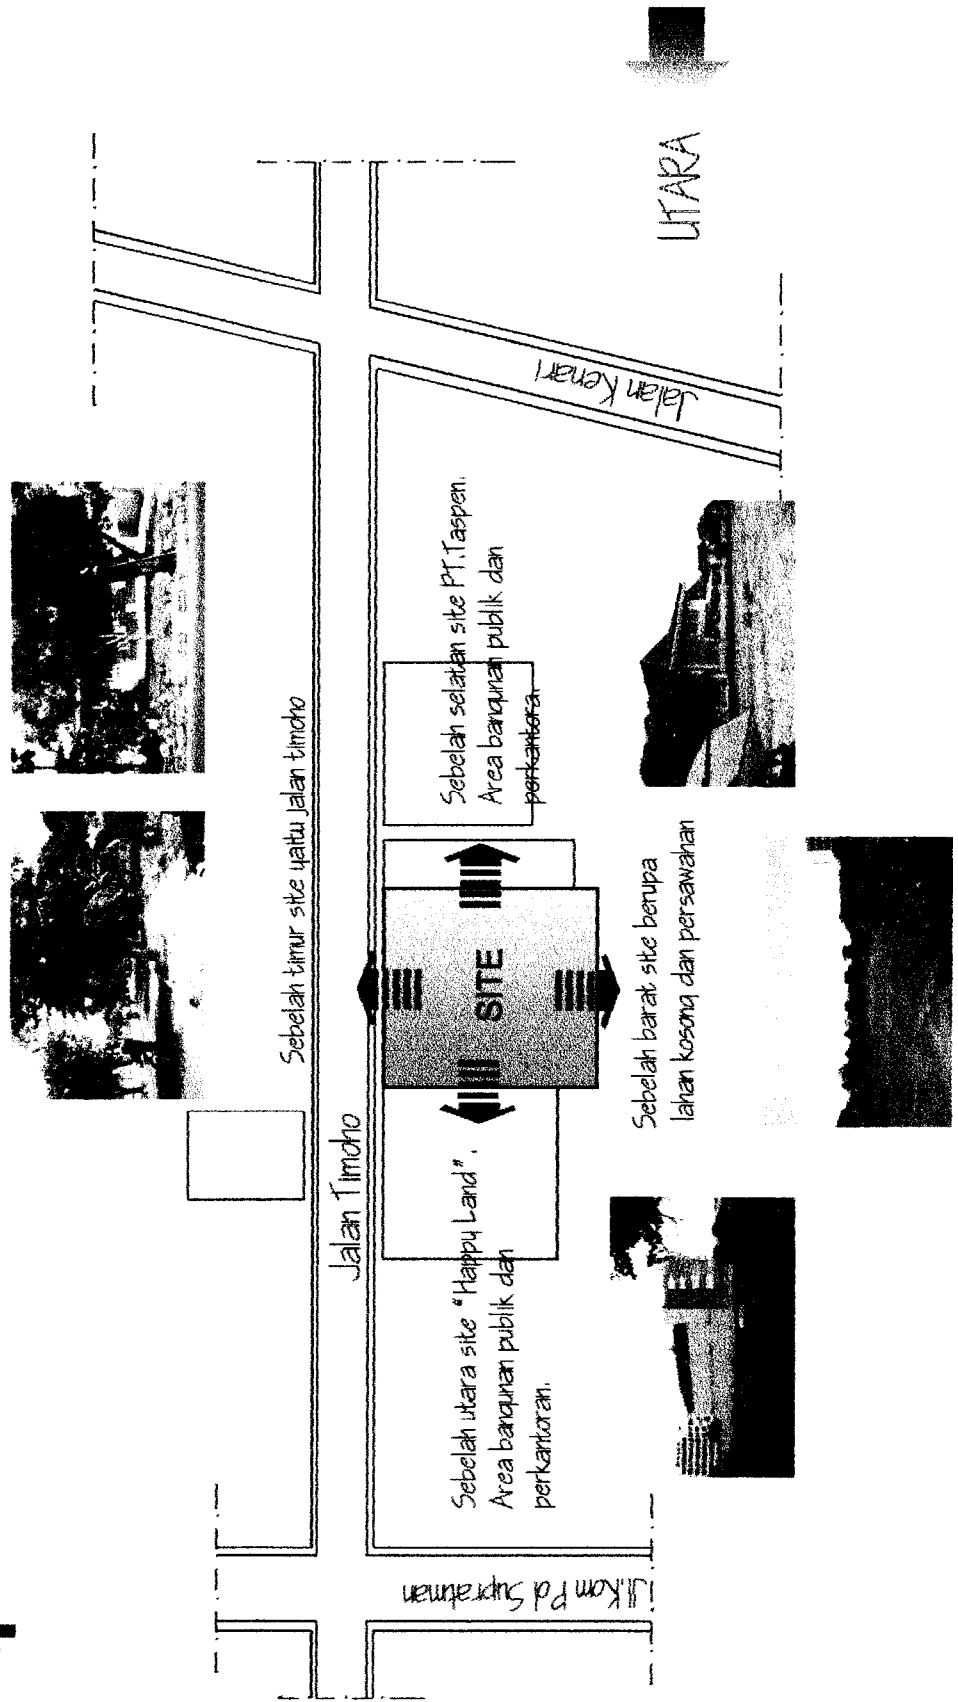 Sebelah timur site yaitu jalan timoho
Jalan Timoho
Sebelah utara site "Happy Land".
Area bangunan publik dan
perkantoran.
SITE
Sebelah selatan site PT.Taspen.
Area bangunan publik dan
perkantora.
Sebelah barat site berupa
lahan kosong dan persawahan
Jl.Kom Pd Supratman
Jalan Kenari
UTARA